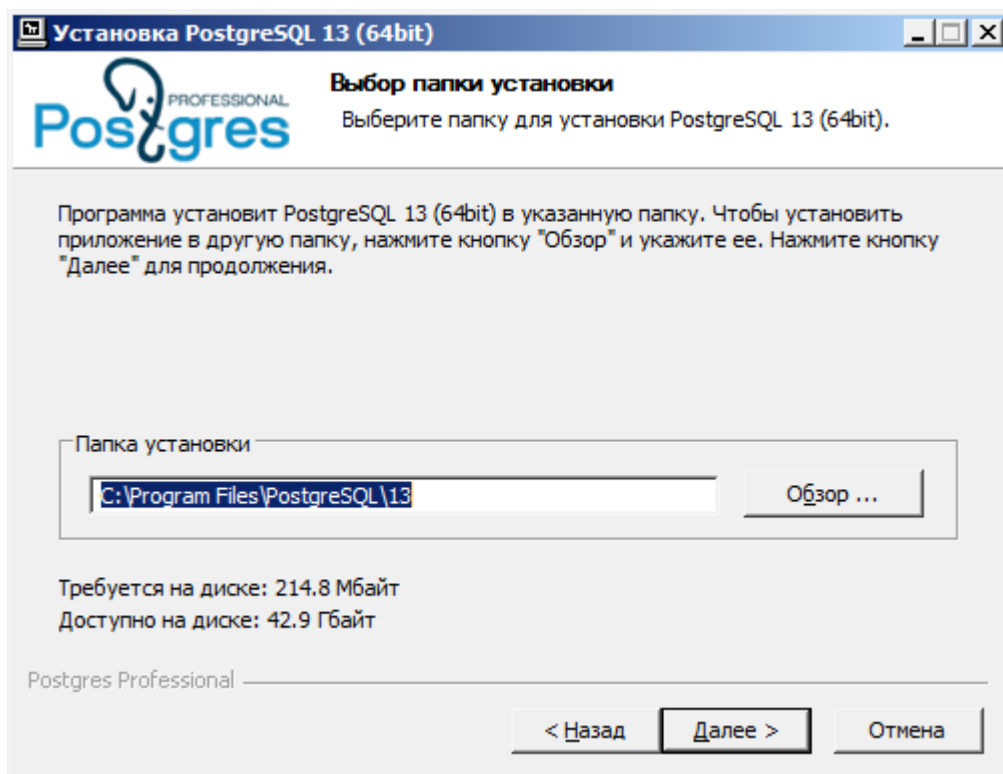 Установка PostgreSQL 13 (64bit)
PROFESSIONAL
Postgres
Выбор папки установки
Выберите папку для установки PostgreSQL 13 (64bit).
Программа установит PostgreSQL 13 (64bit) в указанную папку. Чтобы установить
приложение в другую папку, нажмите кнопку "Обзор" и укажите ее. Нажмите кнопку
"Далее" для продолжения.
Папка установки
C:\Program Files\PostgreSQL\13
Обзор ...
Требуется на диске: 214.8 Мбайт
Доступно на диске: 42.9 Гбайт
Postgres Professional
< Назад
Далее >
Отмена